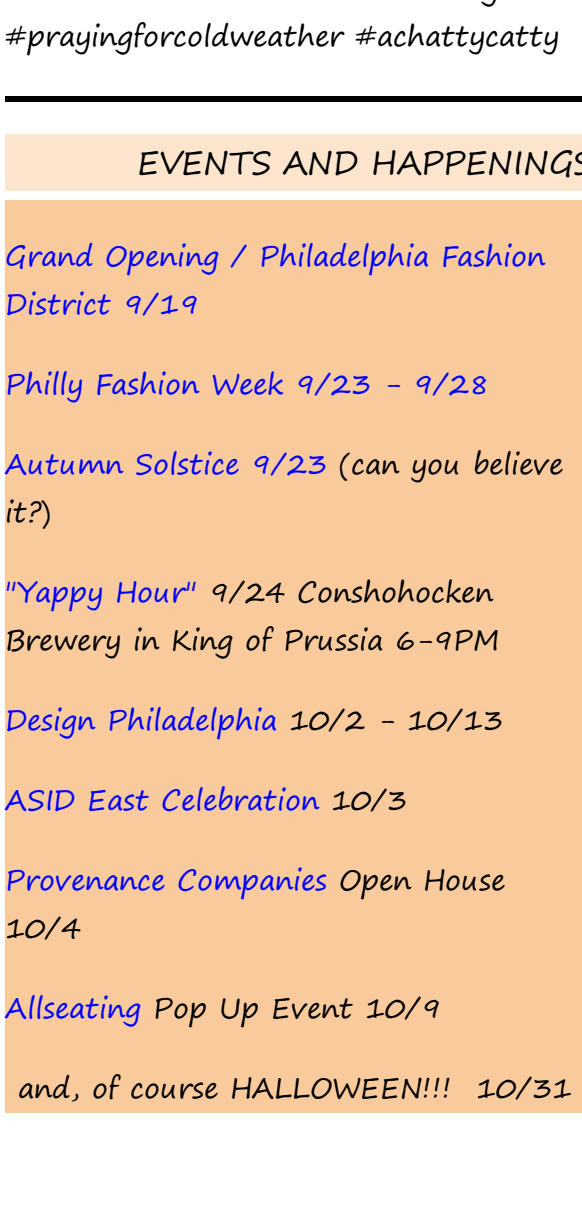 #prayingforcoldweather #achattycatty
EVENTS AND HAPPENINGS
Grand Opening / Philadelphia Fashion
District 9/19
Philly Fashion Week 9/23 - 9/28
Autumn Solstice 9/23 (can you believe
it?)
"Yappy Hour" 9/24 Conshohocken
Brewery in King of Prussia 6-9PM
Design Philadelphia 10/2 - 10/13
ASID East Celebration 10/3
Provenance Companies Open House
10/4
Allseating Pop Up Event 10/9
and, of course HALLOWEEN!!! 10/31